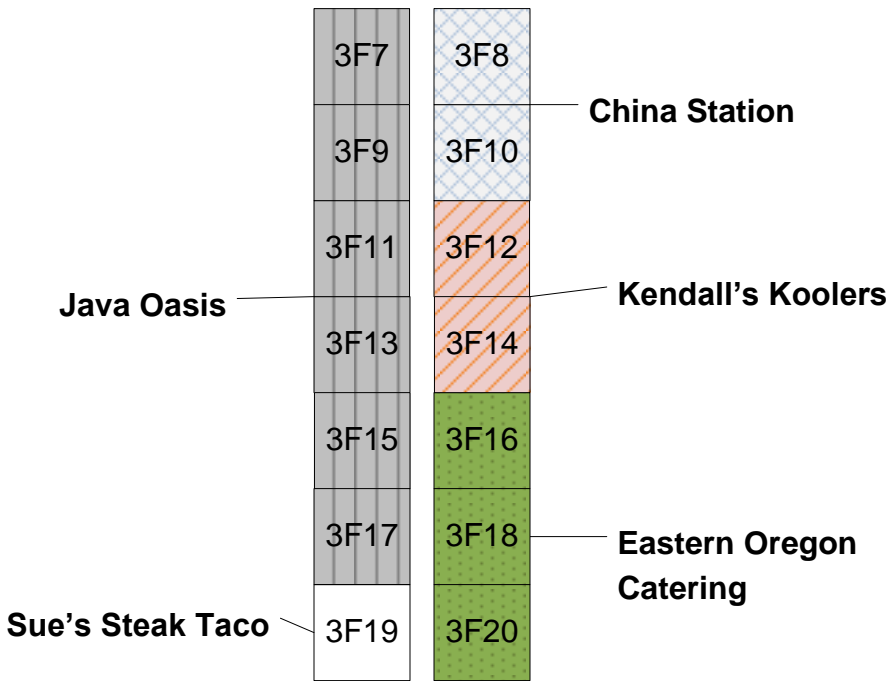 3F7 3F8
China Station
3F9 3F10
3F11 3F12
Java Oasis
Kendall’s Koolers
3F13 3F14
3F15 3F16
3F17 3F18
Eastern Oregon
Catering
Sue’s Steak Taco
3F19 3F20